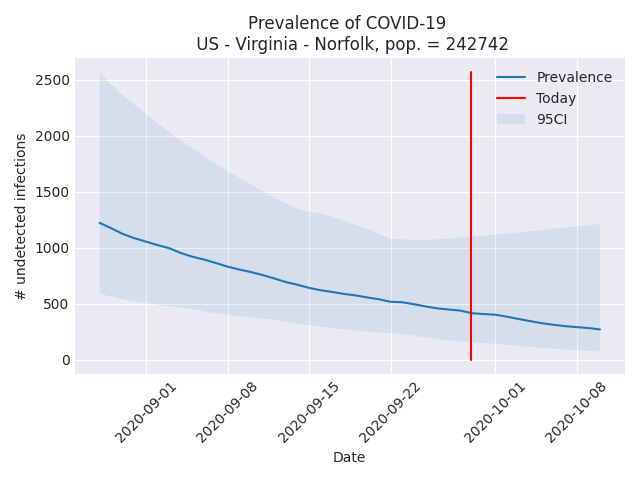 Prevalence of COVID-19
US - Virginia - Norfolk, pop. = 242742
Prevalence
Today
95CI
# undetected infections
2500
2000
1500
1000
500
0
2020-09-01
2020-09-08
2020-09-15
2020-09-22
2020-10-01
2020-10-08
Date